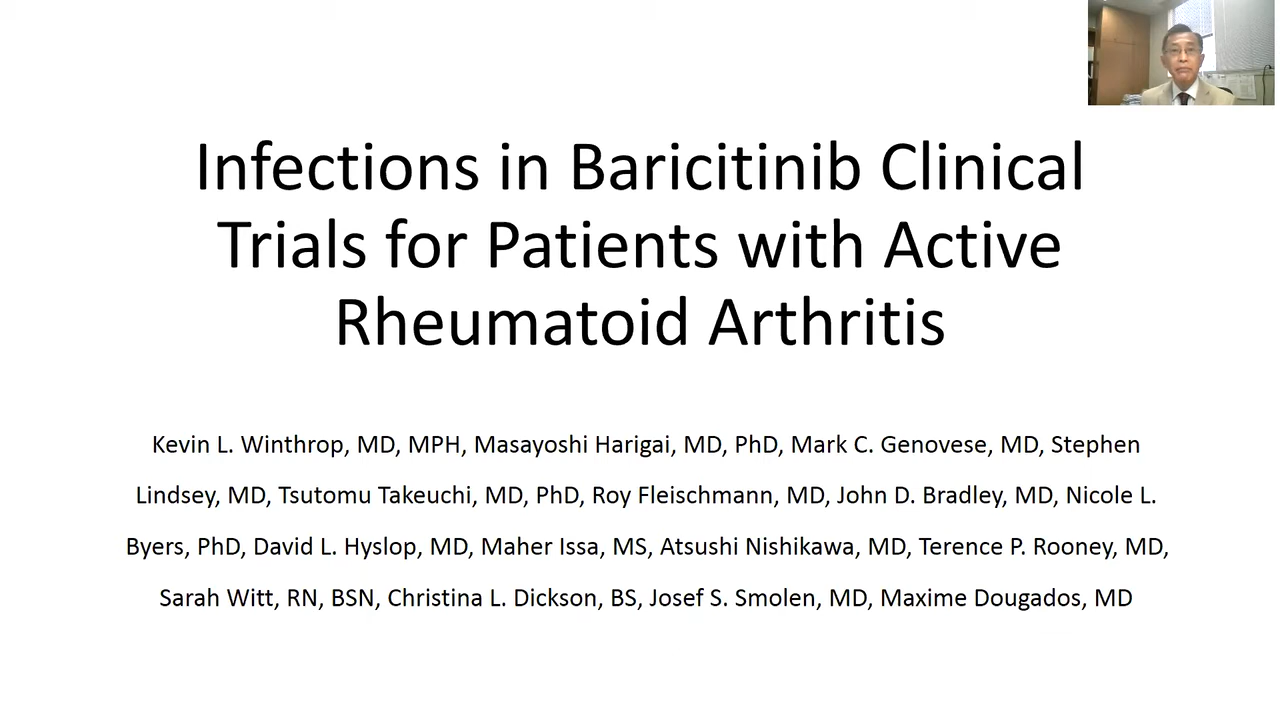 Infections in Baricitinib Clinical
Trials for Patients with Active
Rheumatoid Arthritis
Kevin L. Winthrop, MD, MPH, Masayoshi Harigai, MD, PhD, Mark C. Genovese, MD, Stephen
Lindsey, MD, Tsutomu Takeuchi, MD, PhD, Roy Fleischmann, MD, John D. Bradley, MD, Nicole L.
Byers, PhD, David L. Hyslop, MD, Maher Issa, MS, Atsushi Nishikawa, MD, Terence P. Rooney, MD,
Sarah Witt, RN, BSN, Christina L. Dickson, BS, Josef S. Smolen, MD, Maxime Dougados, MD